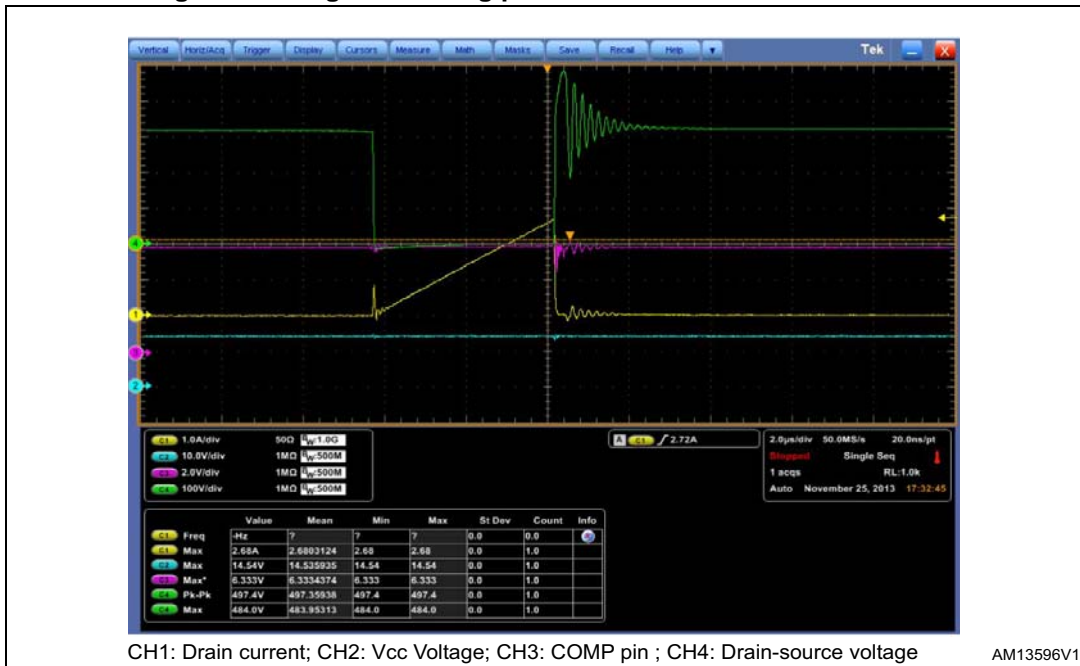 Vertical Horiz/Acq Trigger Display Cursors Measure Math Masks Save Recall Help Tek X
4
1
3
2
C1 1.0A/div 50Ω BW:1.0G
C2 10.0V/div 1MΩ BW:500M
C3 2.0V/div 1MΩ BW:500M
C4 100V/div 1MΩ BW:500M
A C1 2.72A
2.0µs/div 50.0MS/s 20.0ns/pt
Stopped Single Seq
1 acqs RL:1.0k
Auto November 25, 2013 17:32:45
Value Mean Min Max St Dev Count Info
C1 Freq -Hz ? ? ? 0.0 0.0
C1 Max 2.68A 2.6803124 2.68 2.68 0.0 1.0
C2 Max 14.54V 14.535935 14.54 14.54 0.0 1.0
C3 Max* 6.333V 6.3334374 6.333 6.333 0.0 1.0
C4 Pk-Pk 497.4V 497.35938 497.4 497.4 0.0 1.0
C4 Max 484.0V 483.95313 484.0 484.0 0.0 1.0
CH1: Drain current; CH2: Vcc Voltage; CH3: COMP pin ; CH4: Drain-source voltage
AM13596V1